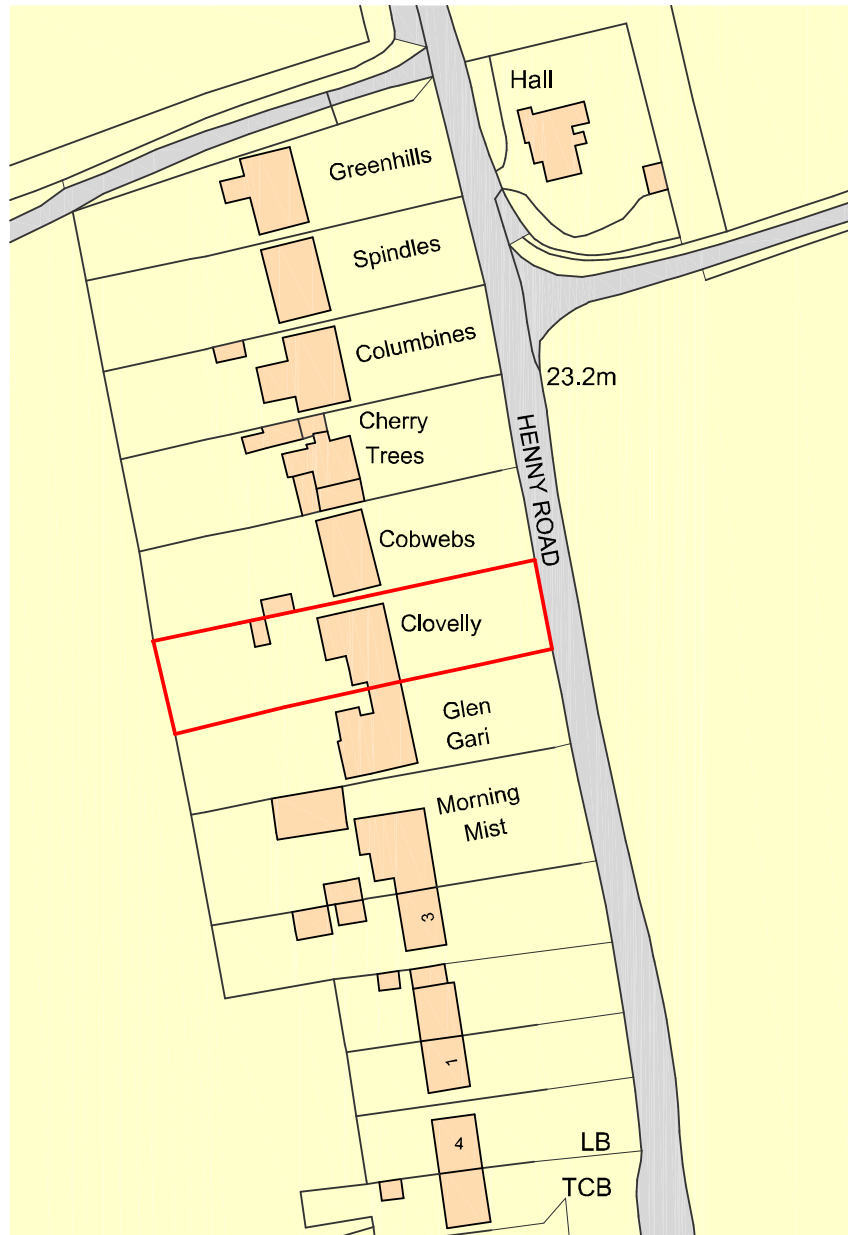 Hall
Greenhills
Spindles
Columbines
23.2m
Cherry
Trees
HENNY ROAD
Cobwebs
Clovelly
Glen
Gari
Morning
Mist
3
1
4
LB
TCB